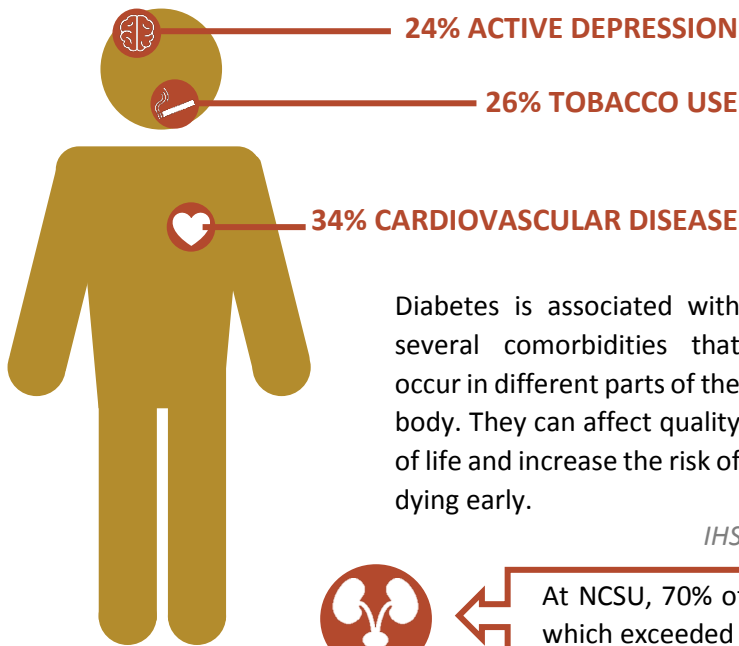 24% ACTIVE DEPRESSION
26% TOBACCO USE
34% CARDIOVASCULAR DISEASE
Diabetes is associated with
several comorbidities that
occur in different parts of the
body. They can affect quality
of life and increase the risk of
dying early.
IHS
At NCSU, 70% of
which exceeded